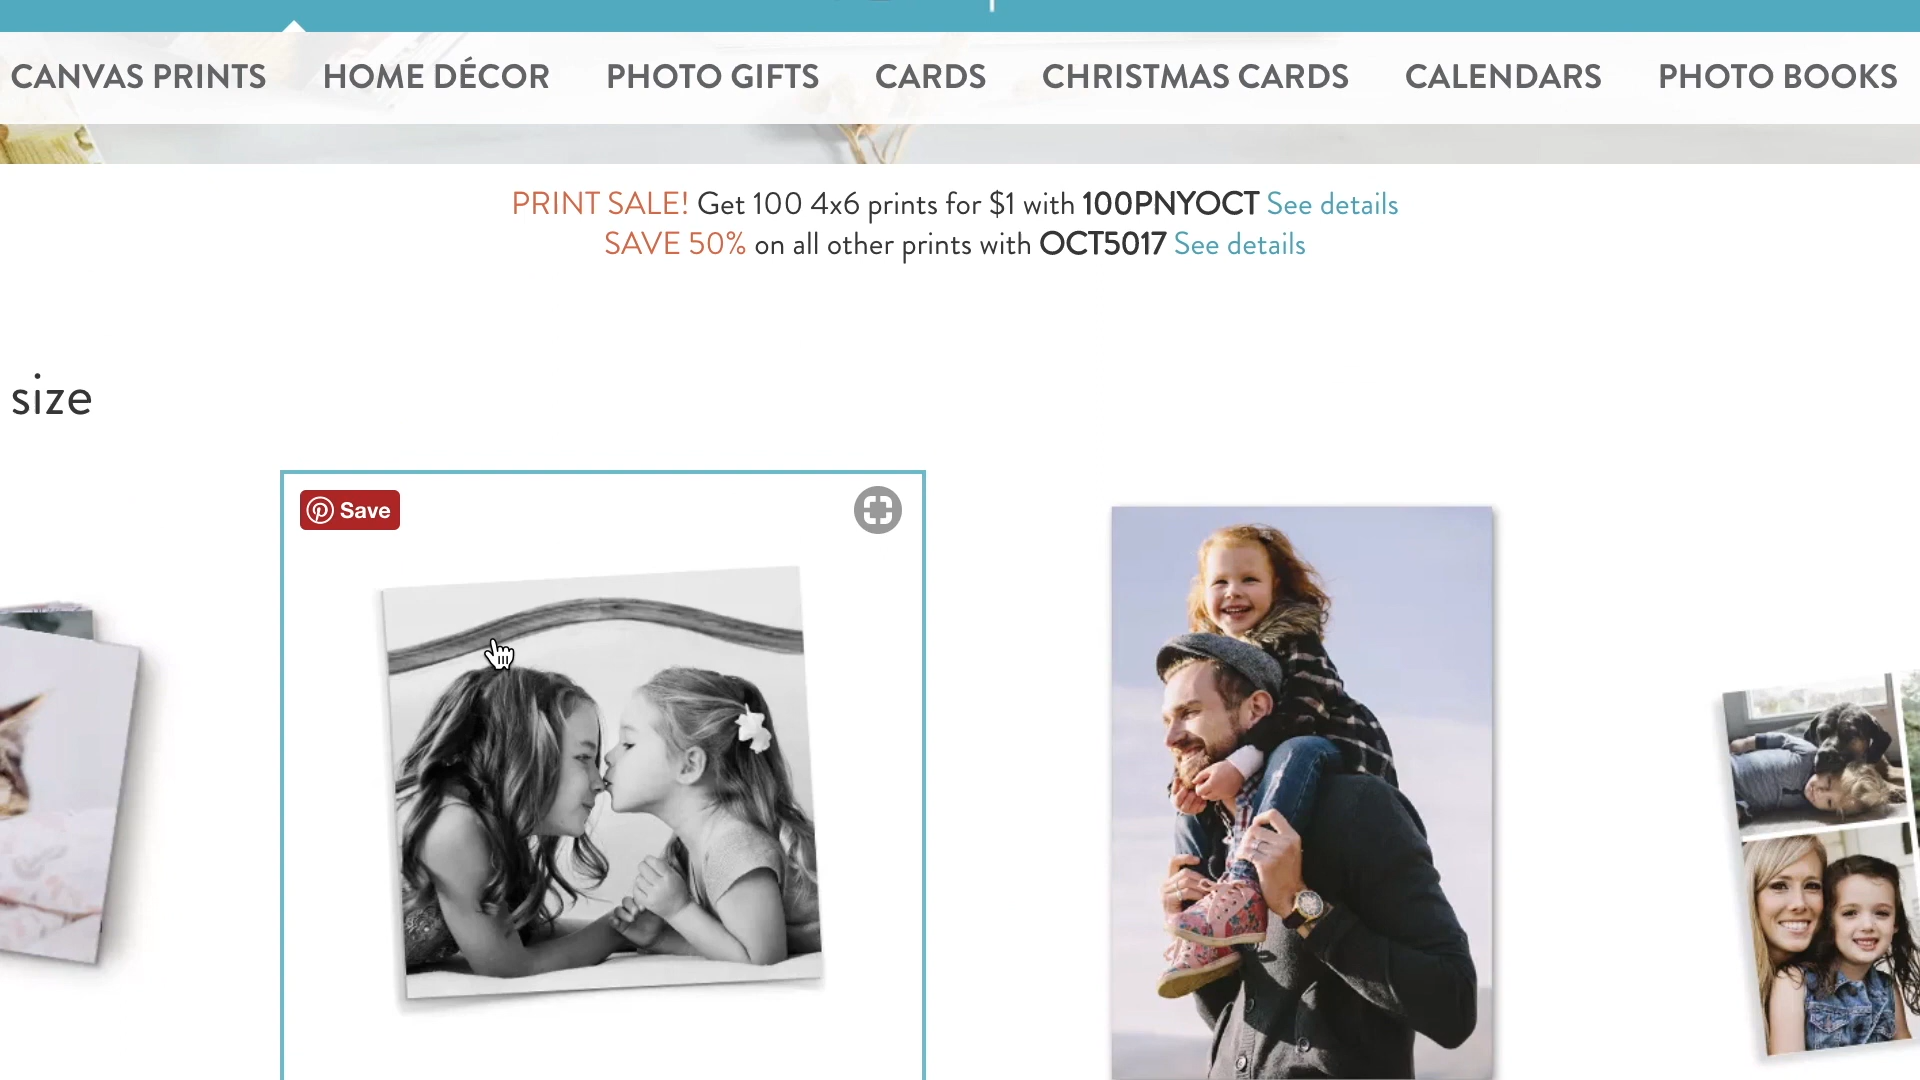 CANVAS PRINTS HOME DÉCOR PHOTO GIFTS CARDS CHRISTMAS CARDS CALENDARS PHOTO BOOKS
PRINT SALE! Get 100 4x6 prints for $1 with 100PNYOCT See details
SAVE 50% on all other prints with OCT5017 See details
size
Save